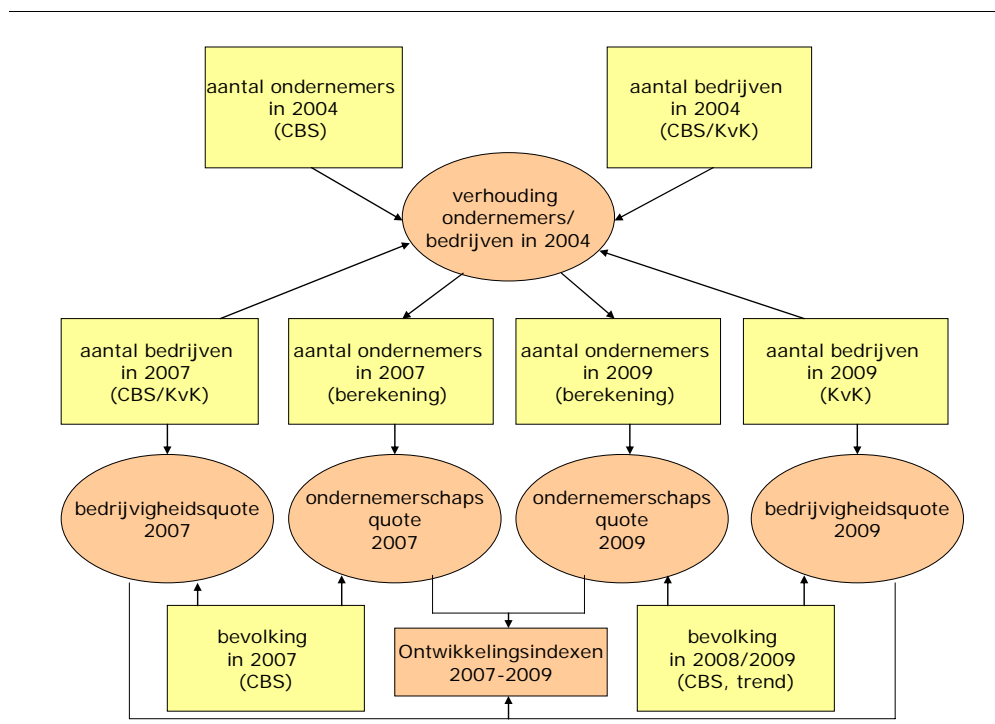 aantal ondernemers
in 2004
(CBS)
aantal bedrijven
in 2004
(CBS/KvK)
verhouding
ondernemers/
bedrijven in 2004
aantal bedrijven
in 2007
(CBS/KvK)
aantal ondernemers
in 2007
(berekening)
aantal ondernemers
in 2009
(berekening)
aantal bedrijven
in 2009
(KvK)
bedrijvigheidsquote
2007
ondernemerschaps
quote
2007
ondernemerschaps
quote
2009
bedrijvigheidsquote
2009
bevolking
in 2007
(CBS)
Ontwikkelingsindexen
2007-2009
bevolking
in 2008/2009
(CBS, trend)